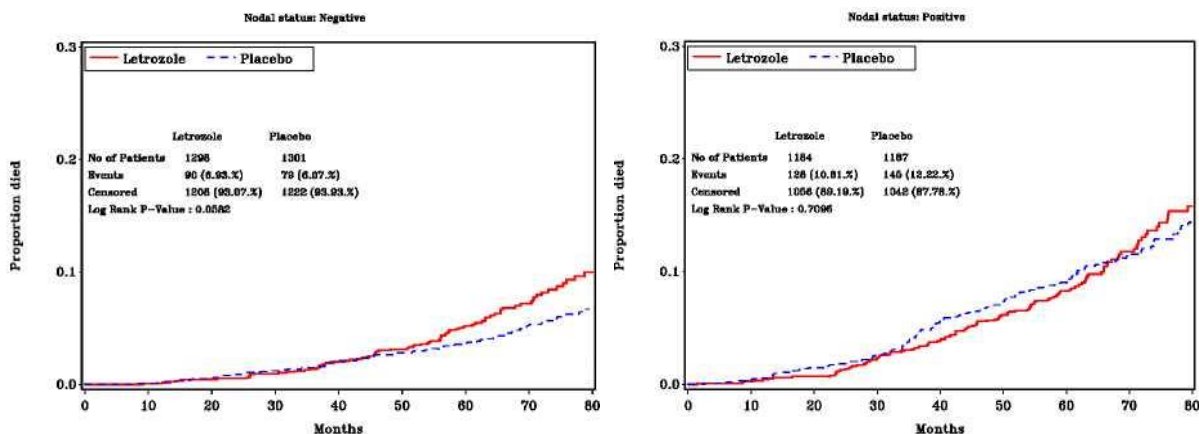 Nodal status: Negative
0.3
Letrozole Placebo
Letrozole Placebo
No of Patients 1298 1301
Events 90 (6.93.%) 79 (6.07.%)
Censored 1208 (93.07.%) 1222 (93.93.%)
Log Rank P-Value : 0.0582
0.2
0.1
0.0
Proportion died
0 10 20 30 40 50 60 70 80
Months
Nodal status: Positive
0.3
Letrozole Placebo
Letrozole Placebo
No of Patients 1184 1187
Events 128 (10.81.%) 145 (12.22.%)
Censored 1056 (89.19.%) 1042 (87.78.%)
Log Rank P-Value : 0.7096
0.2
0.1
0.0
Proportion died
0 10 20 30 40 50 60 70 80
Months